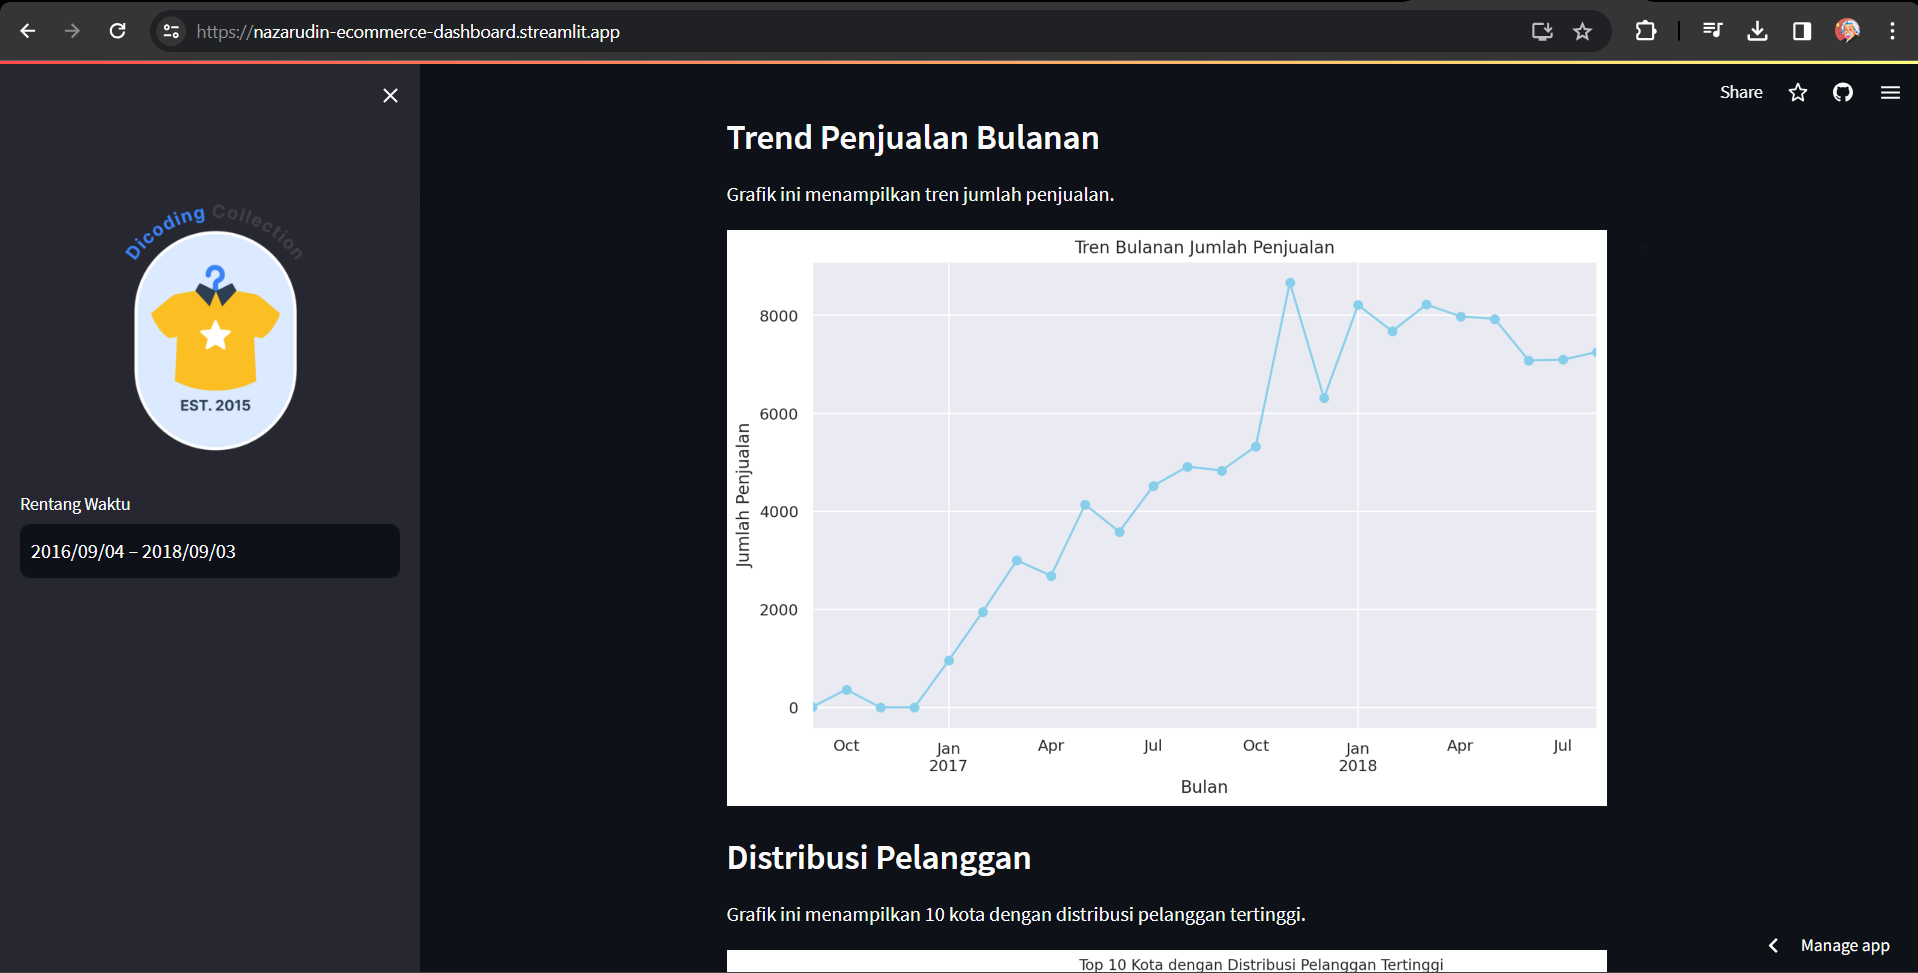 https://nazarudin-ecommerce-dashboard.streamlit.app
Share
Dicoding Collection
EST. 2015
Rentang Waktu
2016/09/04 – 2018/09/03
Trend Penjualan Bulanan
Grafik ini menampilkan tren jumlah penjualan.
Tren Bulanan Jumlah Penjualan
Jumlah Penjualan
8000
6000
4000
2000
0
Oct Jan Apr Jul Oct Jan Apr Jul
2017 2018
Bulan
Distribusi Pelanggan
Grafik ini menampilkan 10 kota dengan distribusi pelanggan tertinggi.
Top 10 Kota dengan Distribusi Pelanggan Tertinggi
Manage app